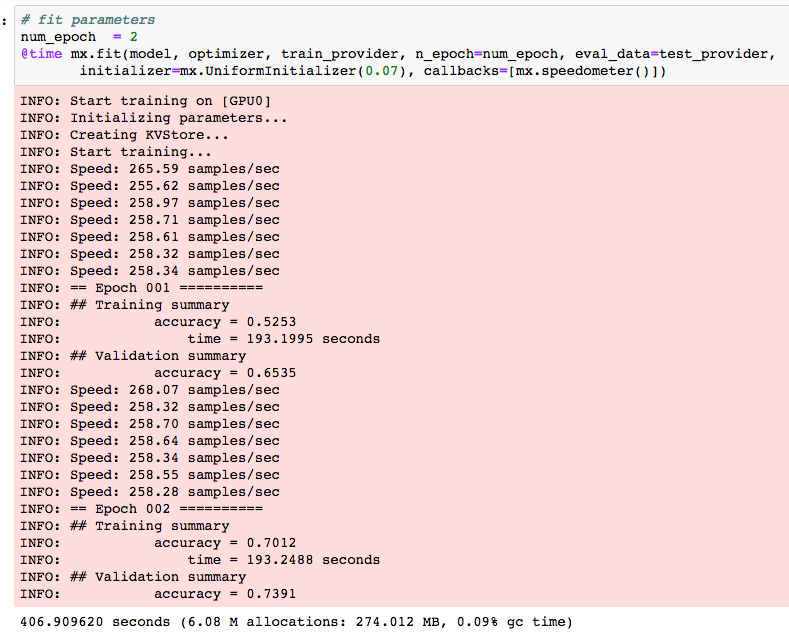 :
# fit parameters
num_epoch  = 2
@time mx.fit(model, optimizer, train_provider, n_epoch=num_epoch, eval_data=test_provider,
       initializer=mx.UniformInitializer(0.07), callbacks=[mx.speedometer()])
INFO: Start training on [GPU0]
INFO: Initializing parameters...
INFO: Creating KVStore...
INFO: Start training...
INFO: Speed: 265.59 samples/sec
INFO: Speed: 255.62 samples/sec
INFO: Speed: 258.97 samples/sec
INFO: Speed: 258.71 samples/sec
INFO: Speed: 258.61 samples/sec
INFO: Speed: 258.32 samples/sec
INFO: Speed: 258.34 samples/sec
INFO: == Epoch 001 ==========
INFO: ## Training summary
INFO:           accuracy = 0.5253
INFO:               time = 193.1995 seconds
INFO: ## Validation summary
INFO:           accuracy = 0.6535
INFO: Speed: 268.07 samples/sec
INFO: Speed: 258.32 samples/sec
INFO: Speed: 258.70 samples/sec
INFO: Speed: 258.64 samples/sec
INFO: Speed: 258.34 samples/sec
INFO: Speed: 258.55 samples/sec
INFO: Speed: 258.28 samples/sec
INFO: == Epoch 002 ==========
INFO: ## Training summary
INFO:           accuracy = 0.7012
INFO:               time = 193.2488 seconds
INFO: ## Validation summary
INFO:           accuracy = 0.7391
406.909620 seconds (6.08 M allocations: 274.012 MB, 0.09% gc time)